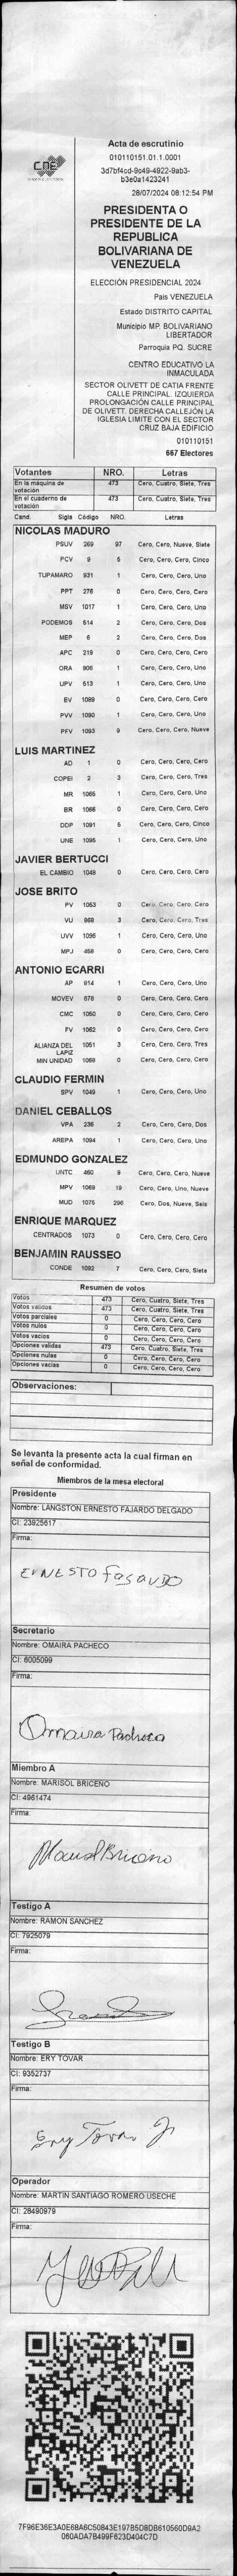 CNE
Acta de escrutinio
010110151.01.1.0001
3d7bf4cd-9c49-4922-9ab3-
b3e0a1423241
28/07/2024 08:12:54 PM
PRESIDENTA O
PRESIDENTE DE LA
REPUBLICA
BOLIVARIANA DE
VENEZUELA
ELECCIÓN PRESIDENCIAL 2024
Pais VENEZUELA
Estado DISTRITO CAPITAL
Municipio MP. BOLIVARIANO
LIBERTADOR
Parroquia PQ. SUCRE
CENTRO EDUCATIVO LA
INMACULADA
SECTOR OLIVETT DE CATIA FRENTE
CALLE PRINCIPAL. IZQUIERDA
PROLONGACIÓN CALLE PRINCIPAL
DE OLIVETT. DERECHA CALLEJÓN LA
IGLESIA LIMITE CON EL SECTOR
CRUZ BAJA EDIFICIO
010110151
667 Electores
Votantes NRO. Letras
En la máquina de votación 473 Cero, Cuatro, Siete, Tres
En el cuaderno de votación 473 Cero, Cuatro, Siete, Tres
Cand. Sigla Código NRO. Letras
NICOLAS MADURO
PSUV 269 97 Cero, Cero, Nueve, Siete
PCV 9 5 Cero, Cero, Cero, Cinco
TUPAMARO 931 1 Cero, Cero, Cero, Uno
PPT 276 0 Cero, Cero, Cero, Cero
MSV 1017 1 Cero, Cero, Cero, Uno
PODEMOS 514 2 Cero, Cero, Cero, Dos
MEP 6 2 Cero, Cero, Cero, Dos
APC 219 0 Cero, Cero, Cero, Cero
ORA 906 1 Cero, Cero, Cero, Uno
UPV 513 1 Cero, Cero, Cero, Uno
EV 1089 0 Cero, Cero, Cero, Cero
PVV 1090 1 Cero, Cero, Cero, Uno
PFV 1093 9 Cero, Cero, Cero, Nueve
LUIS MARTINEZ
AD 1 0 Cero, Cero, Cero, Cero
COPEI 2 3 Cero, Cero, Cero, Tres
MR 1065 1 Cero, Cero, Cero, Uno
BR 1066 0 Cero, Cero, Cero, Cero
DDP 1091 5 Cero, Cero, Cero, Cinco
UNE 1095 1 Cero, Cero, Cero, Uno
JAVIER BERTUCCI
EL CAMBIO 1048 0 Cero, Cero, Cero, Cero
JOSE BRITO
PV 1053 0 Cero, Cero, Cero, Cero
VU 868 3 Cero, Cero, Cero, Tres
UVV 1096 1 Cero, Cero, Cero, Uno
MPJ 458 0 Cero, Cero, Cero, Cero
ANTONIO ECARRI
AP 914 1 Cero, Cero, Cero, Uno
MOVEV 678 0 Cero, Cero, Cero, Cero
CMC 1050 0 Cero, Cero, Cero, Cero
FV 1062 0 Cero, Cero, Cero, Cero
ALIANZA DEL LAPIZ 1051 3 Cero, Cero, Cero, Tres
MIN UNIDAD 1068 0 Cero, Cero, Cero, Cero
CLAUDIO FERMIN
SPV 1049 1 Cero, Cero, Cero, Uno
DANIEL CEBALLOS
VPA 236 2 Cero, Cero, Cero, Dos
AREPA 1094 1 Cero, Cero, Cero, Uno
EDMUNDO GONZALEZ
UNTC 460 9 Cero, Cero, Cero, Nueve
MPV 1069 19 Cero, Cero, Uno, Nueve
MUD 1075 296 Cero, Dos, Nueve, Seis
ENRIQUE MARQUEZ
CENTRADOS 1073 0 Cero, Cero, Cero, Cero
BENJAMIN RAUSSEO
CONDE 1092 7 Cero, Cero, Cero, Siete
Resumen de votos
Votos 473 Cero, Cuatro, Siete, Tres
Votos validos 473 Cero, Cuatro, Siete, Tres
Votos parciales 0 Cero, Cero, Cero, Cero
Votos nulos 0 Cero, Cero, Cero, Cero
Votos vacios 0 Cero, Cero, Cero, Cero
Opciones validas 473 Cero, Cuatro, Siete, Tres
Opciones nulas 0 Cero, Cero, Cero, Cero
Opciones vacias 0 Cero, Cero, Cero, Cero
Observaciones:
Se levanta la presente acta la cual firman en
señal de conformidad.
Miembros de la mesa electoral
Presidente
Nombre: LANGSTON ERNESTO FAJARDO DELGADO
CI: 23925617
Firma:
ERNESTO fasaudo
Secretario
Nombre: OMAIRA PACHECO
CI: 6005099
Firma:
Omaira Pacheco
Miembro A
Nombre: MARISOL BRICEÑO
CI: 4961474
Firma:
Marisol Briceno
Testigo A
Nombre: RAMON SANCHEZ
CI: 7925079
Firma:
Testigo B
Nombre: ERY TOVAR
CI: 9352737
Firma:
Ery Tovar
Operador
Nombre: MARTIN SANTIAGO ROMERO USECHE
CI: 26490979
Firma:
7F96E36E3A0E68A6C50843E197B5D8DB610560D9A2
060ADA7B499F623D404C7D